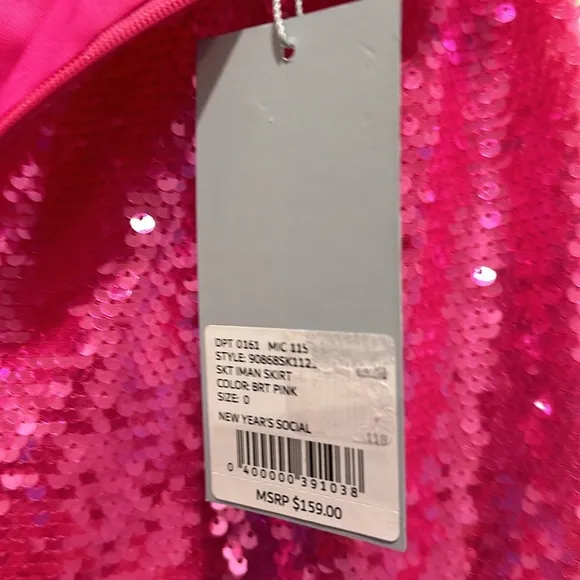 DPT 0161 MIC 115
STYLE: 90868SK112
SKT IMAN SKIRT
COLOR: BRT PINK
SIZE: 0
NEW YEAR'S SOCIAL
118
0 400000 391038
MSRP $159.00